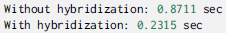 Without hybridization: 0.8711 sec
With hybridization: 0.2315 sec